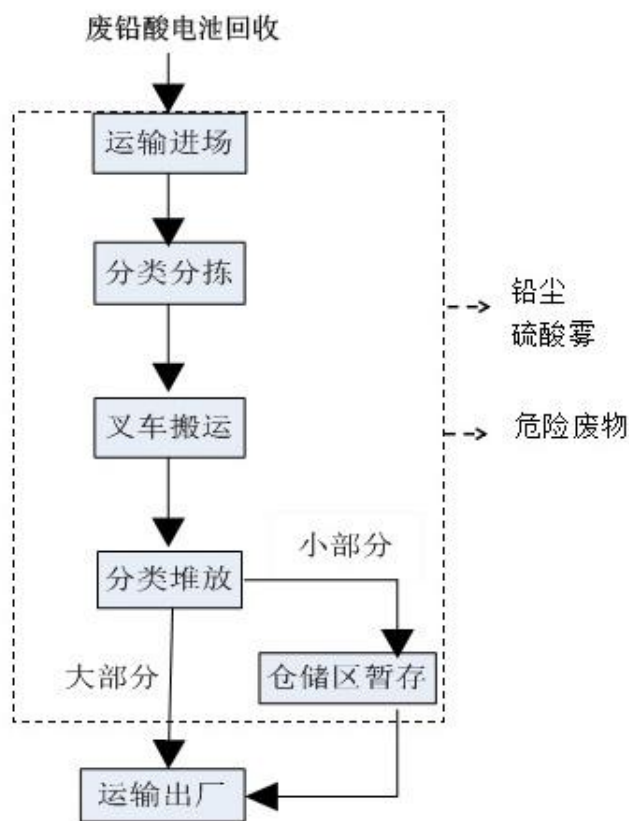 废铅酸电池回收
运输进场
分类分拣
铅尘
硫酸雾
叉车搬运
危险废物
小部分
分类堆放
大部分
仓储区暂存
运输出厂